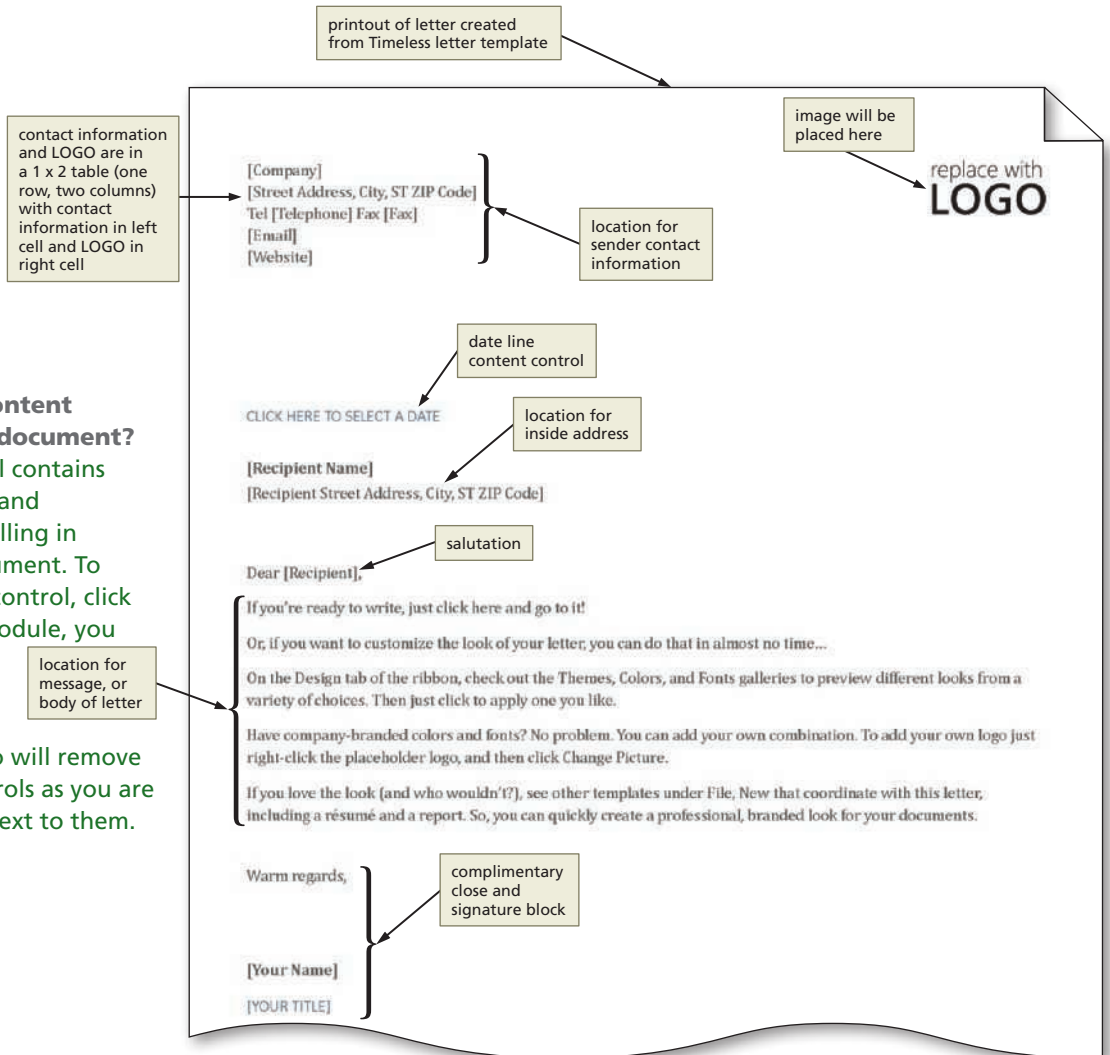 printout of letter created
from Timeless letter template
contact information
and LOGO are in
a 1 x 2 table (one
row, two columns)
with contact
information in left
cell and LOGO in
right cell
image will be
placed here
[Company]
[Street Address, City, ST ZIP Code]
Tel [Telephone] Fax [Fax]
[Email]
[Website]
replace with
LOGO
location for
sender contact
information
date line
content control
CLICK HERE TO SELECT A DATE
location for
inside address
[Recipient Name]
[Recipient Street Address, City, ST ZIP Code]
salutation
Dear [Recipient],
ontent
document?
l contains
and
lling in
ument. To
control, click
odule, you
location for
message, or
body of letter
o will remove
rols as you are
ext to them.
If you're ready to write, just click here and go to it!
Or, if you want to customize the look of your letter, you can do that in almost no time...
On the Design tab of the ribbon, check out the Themes, Colors, and Fonts galleries to preview different looks from a
variety of choices. Then just click to apply one you like.
Have company-branded colors and fonts? No problem. You can add your own combination. To add your own logo just
right-click the placeholder logo, and then click Change Picture.
If you love the look (and who wouldn't?), see other templates under File, New that coordinate with this letter,
including a résumé and a report. So, you can quickly create a professional, branded look for your documents.
Warm regards,
complimentary
close and
signature block
[Your Name]
[YOUR TITLE]